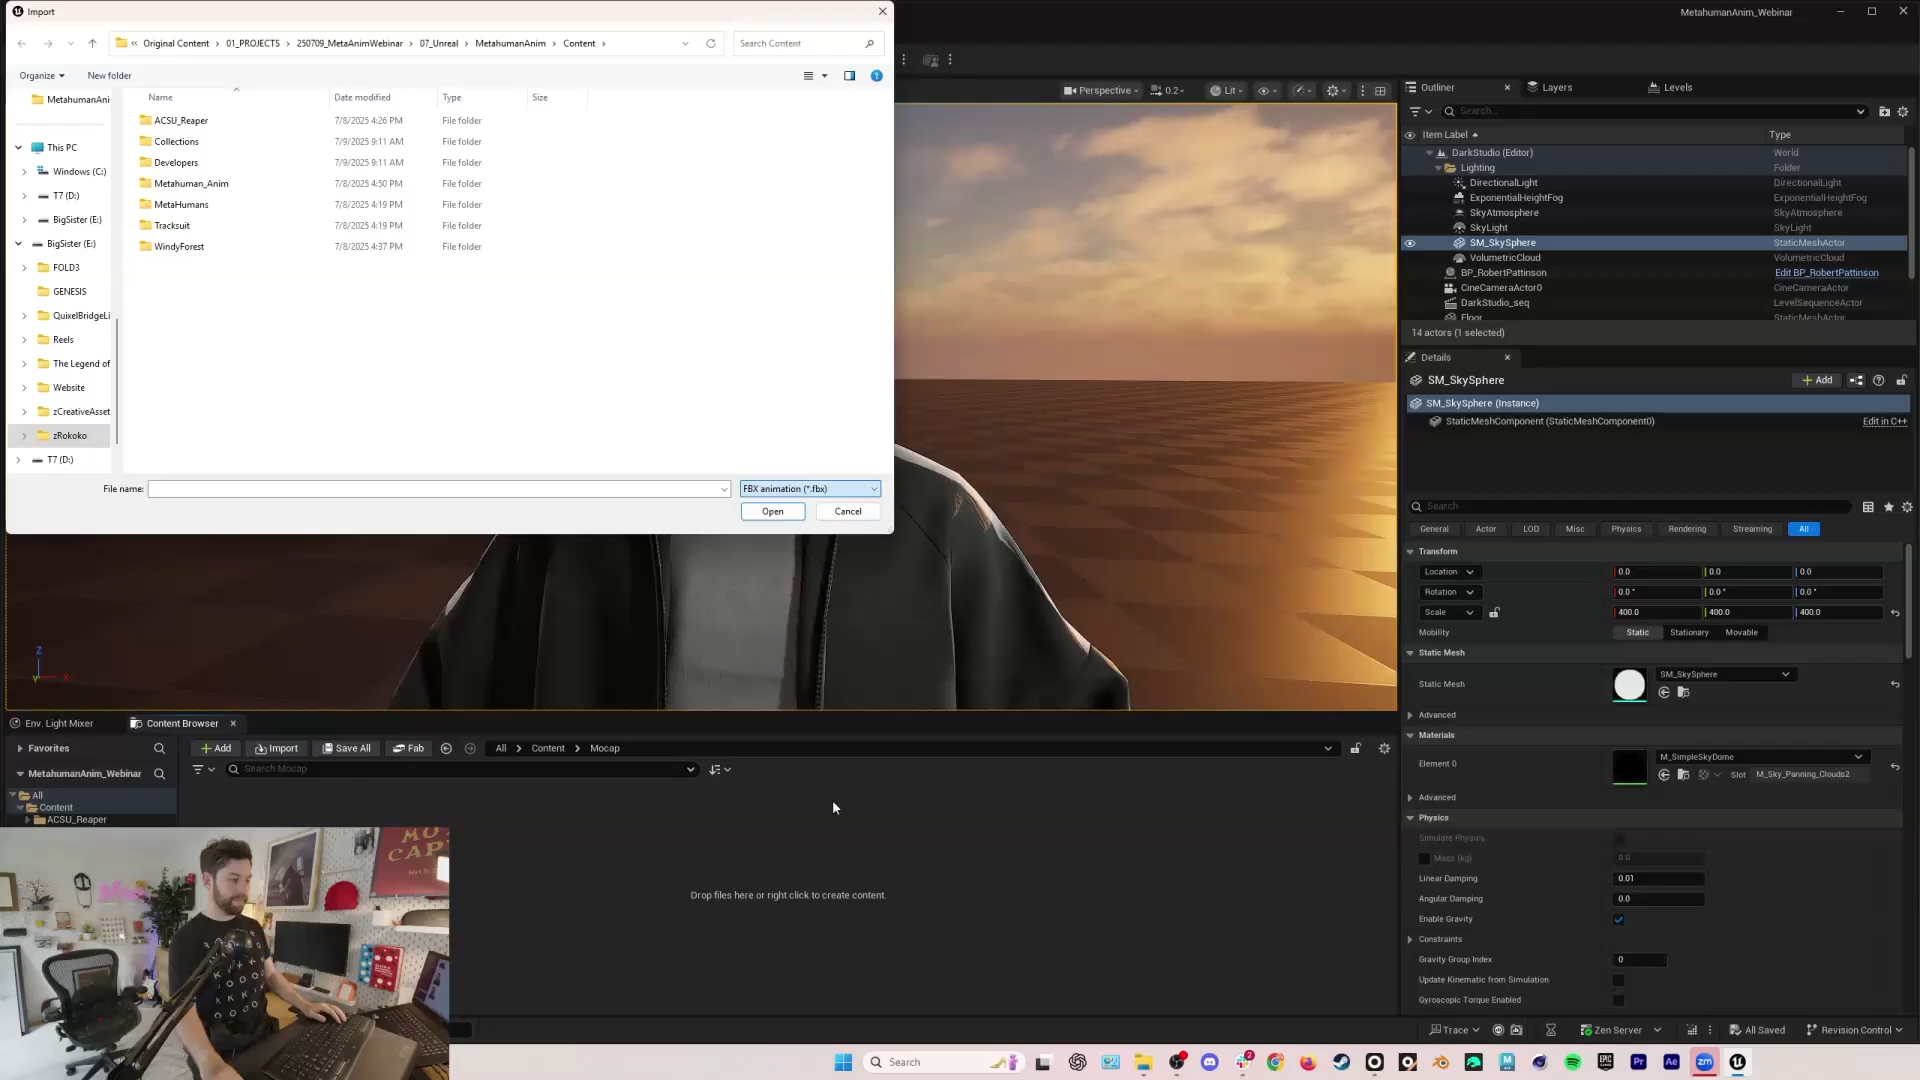 Import
MetahumanAnim_Webinar
Original Content
01_PROJECTS
250709_MetaAnimWebinar
07_Unreal
MetahumanAnim
Content
Search Content
Organize
New folder
Name
Date modified
Type
Size
ACSU_Reaper
7/8/2025 4:26 PM
File folder
Collections
7/9/2025 9:11 AM
File folder
Developers
7/9/2025 9:11 AM
File folder
Metahuman_Anim
7/8/2025 4:50 PM
File folder
MetaHumans
7/8/2025 4:19 PM
File folder
Tracksuit
7/8/2025 4:19 PM
File folder
WindyForest
7/8/2025 4:37 PM
File folder
MetahumanAni
This PC
Windows (C:)
T7 (D:)
BigSister (E:)
BigSister (E:)
FOLD3
GENESIS
QuixelBridgeLi
Reels
The Legend of
Website
zCreativeAsset
zRokoko
T7 (D:)
File name:
FBX animation (*.fbx)
Open
Cancel
Perspective
0.2
Lit
Outliner
Layers
Levels
Search...
Item Label
Type
DarkStudio (Editor)
World
Lighting
Folder
DirectionalLight
DirectionalLight
ExponentialHeightFog
ExponentialHeightFog
SkyAtmosphere
SkyAtmosphere
SkyLight
SkyLight
SM_SkySphere
StaticMeshActor
VolumetricCloud
VolumetricCloud
BP_RobertPattinson
Edit BP_RobertPattinson
CineCameraActor0
CineCameraActor
DarkStudio_seq
LevelSequenceActor
Floor
StaticMeshActor
14 actors (1 selected)
Details
SM_SkySphere
Add
SM_SkySphere (Instance)
StaticMeshComponent (StaticMeshComponent0)
Edit in C++
Search
General
Actor
LOD
Misc
Physics
Rendering
Streaming
All
Transform
Location
0.0
0.0
0.0
Rotation
0.0 °
0.0 °
0.0 °
Scale
400.0
400.0
400.0
Mobility
Static
Stationary
Movable
Static Mesh
Static Mesh
SM_SkySphere
Advanced
Materials
Element 0
M_SimpleSkyDome
Slot
M_Sky_Panning_Clouds2
Advanced
Physics
Simulate Physics
Mass (kg)
0.0
Linear Damping
0.01
Angular Damping
0.0
Enable Gravity
Constraints
Gravity Group Index
0
Update Kinematic from Simulation
Gyroscopic Torque Enabled
Z
Y
X
Env. Light Mixer
Content Browser
Favorites
Add
Import
Save All
Fab
All
Content
Mocap
MetahumanAnim_Webinar
Search Mocap
All
Content
ACSU_Reaper
Drop files here or right click to create content.
Trace
Zen Server
All Saved
Revision Control
Search
2
Pr
Ae
zm